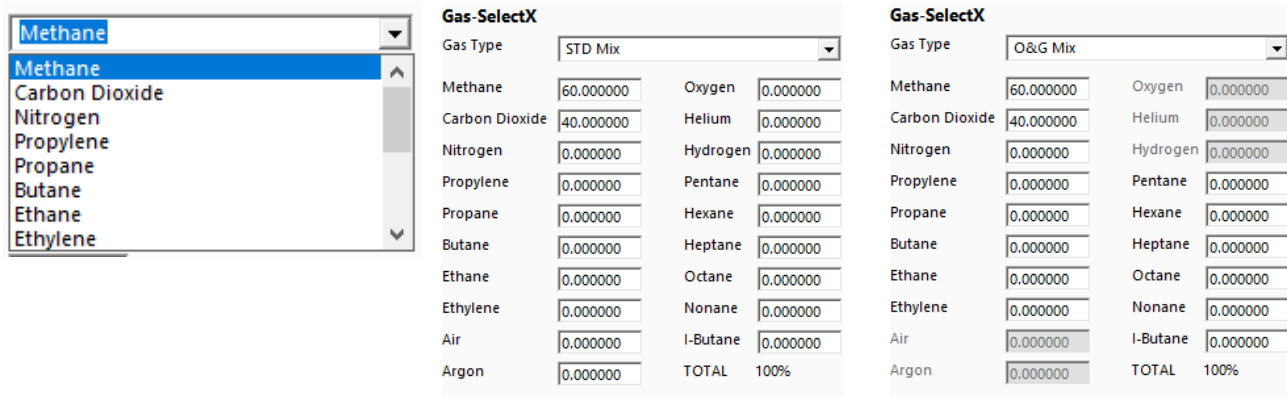 Methane
Methane
Carbon Dioxide
Nitrogen
Propylene
Propane
Butane
Ethane
Ethylene
Gas-SelectX
Gas Type STD Mix
Methane 60.000000 Oxygen 0.000000
Carbon Dioxide 40.000000 Helium 0.000000
Nitrogen 0.000000 Hydrogen 0.000000
Propylene 0.000000 Pentane 0.000000
Propane 0.000000 Hexane 0.000000
Butane 0.000000 Heptane 0.000000
Ethane 0.000000 Octane 0.000000
Ethylene 0.000000 Nonane 0.000000
Air 0.000000 I-Butane 0.000000
Argon 0.000000 TOTAL 100%
Gas-SelectX
Gas Type O&G Mix
Methane 60.000000 Oxygen 0.000000
Carbon Dioxide 40.000000 Helium 0.000000
Nitrogen 0.000000 Hydrogen 0.000000
Propylene 0.000000 Pentane 0.000000
Propane 0.000000 Hexane 0.000000
Butane 0.000000 Heptane 0.000000
Ethane 0.000000 Octane 0.000000
Ethylene 0.000000 Nonane 0.000000
Air 0.000000 I-Butane 0.000000
Argon 0.000000 TOTAL 100%